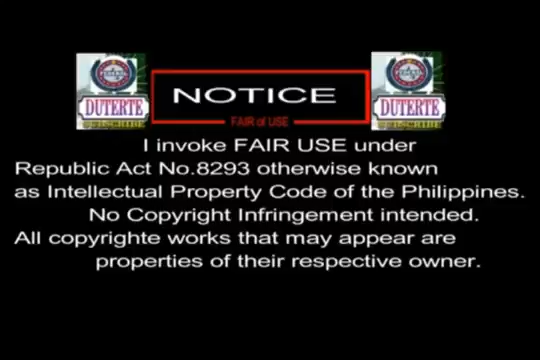 NOTICE
FAIR of USE
DUTERTE
DUTERTE
I invoke FAIR USE under
Republic Act No.8293 otherwise known
as Intellectual Property Code of the Philippines.
No Copyright Infringement intended.
All copyrighte works that may appear are
properties of their respective owner.